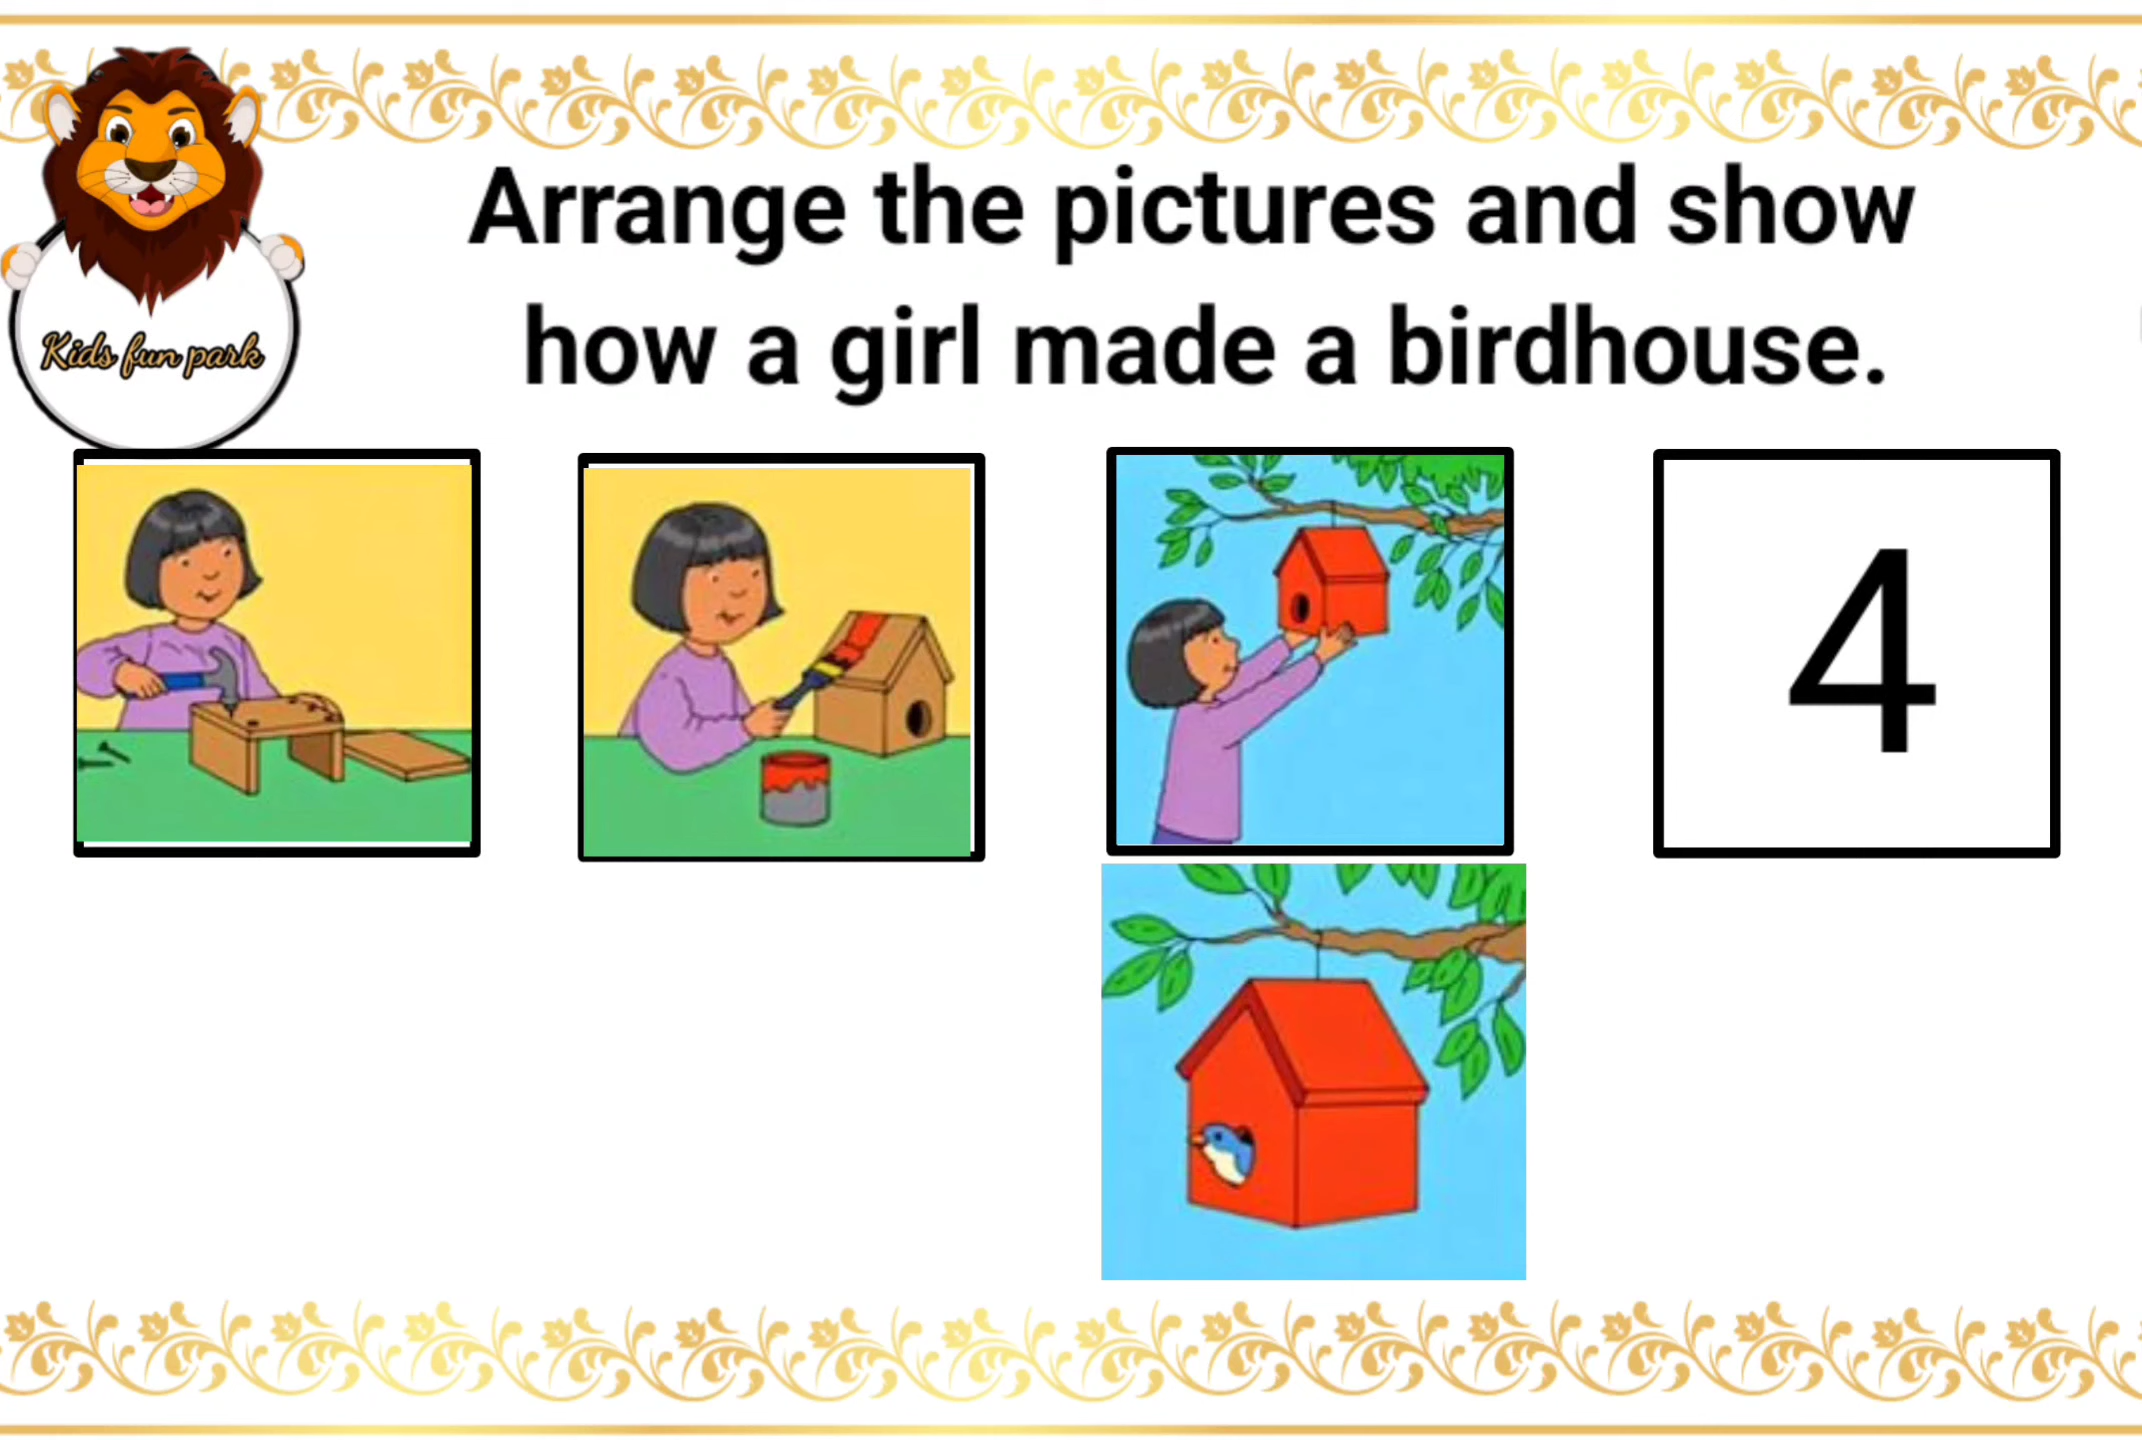 Arrange the pictures and show
how a girl made a birdhouse.
Kids fun park
4